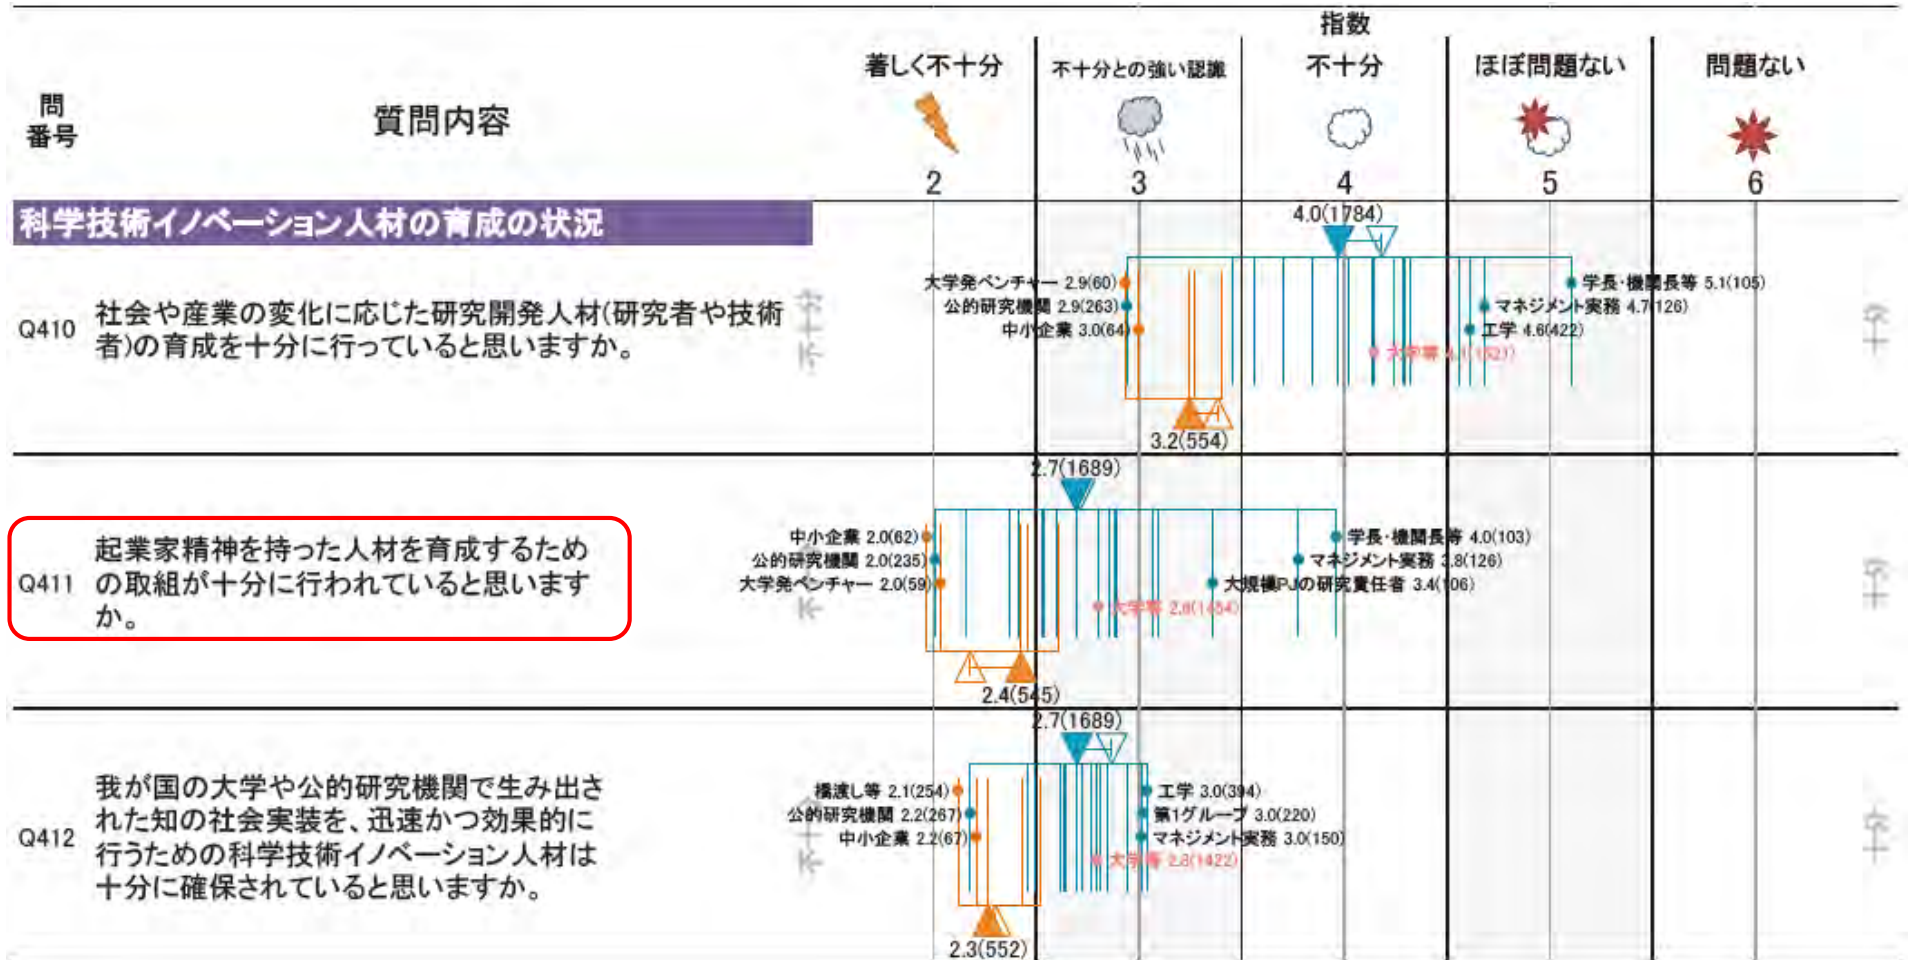 指数
著しく不十分 不十分との強い認識 不十分 ほぼ問題ない 問題ない
問番号 質問内容
2 3 4 5 6
科学技術イノベーション人材の育成の状況
4.0(1784)
大学発ベンチャー 2.9(60) 学長・機関長等 5.1(105)
公的研究機関 2.9(263) マネジメント実務 4.7(126)
中小企業 3.0(64) 工学 4.6(422)
大学等 4.1(1521)
Q410 社会や産業の変化に応じた研究開発人材(研究者や技術
者)の育成を十分に行っていると思いますか。
不十分 十分
3.2(554)
2.7(1689)
中小企業 2.0(62) 学長・機関長等 4.0(103)
公的研究機関 2.0(235) マネジメント実務 3.8(126)
大学発ベンチャー 2.0(59) 大規模PJの研究責任者 3.4(106)
大学等 2.8(1454)
Q411 起業家精神を持った人材を育成するため
の取組が十分に行われていると思います
か。
不十分 十分
2.4(545)
2.7(1689)
橋渡し等 2.1(254) 工学 3.0(394)
公的研究機関 2.2(267) 第1グループ 3.0(220)
中小企業 2.2(67) マネジメント実務 3.0(150)
大学等 2.8(1422)
Q412 我が国の大学や公的研究機関で生み出さ
れた知の社会実装を、迅速かつ効果的に
行うための科学技術イノベーション人材は
十分に確保されていると思いますか。
不十分 十分
2.3(552)